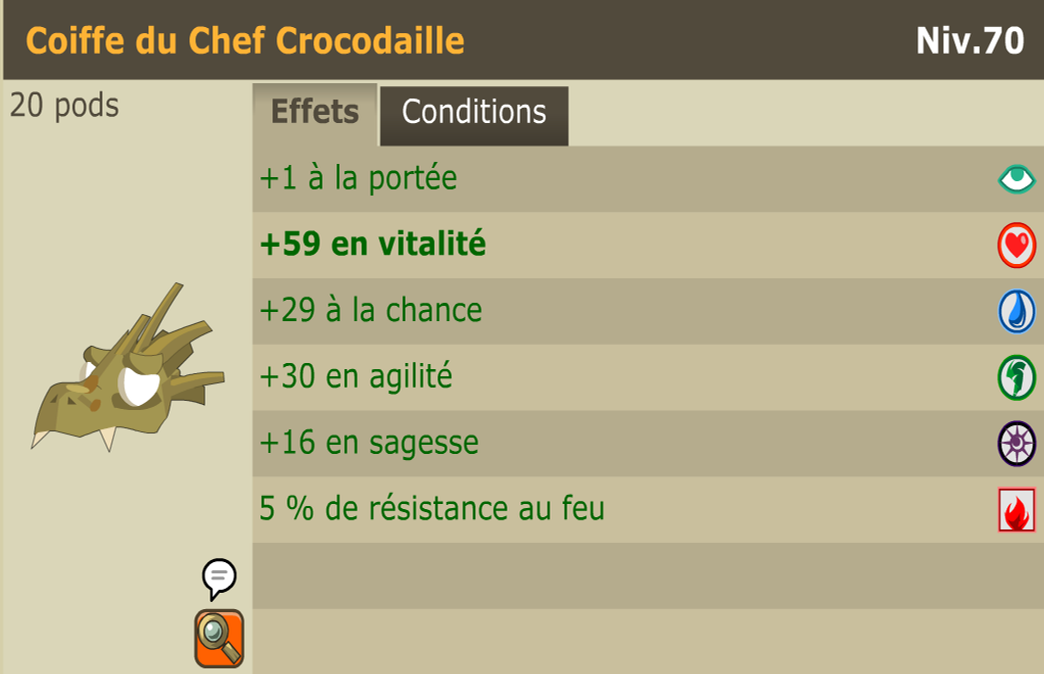 Coiffe du Chef Crocodaille
Niv.70
20 pods
Effets
Conditions
+1 à la portée
+59 en vitalité
+29 à la chance
+30 en agilité
+16 en sagesse
5 % de résistance au feu